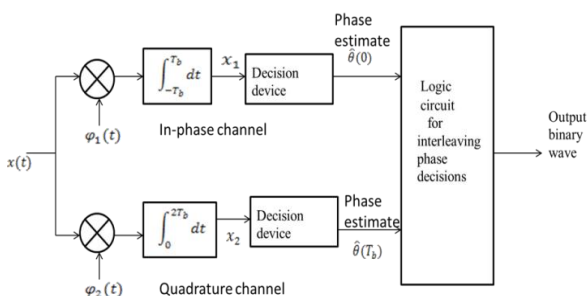 Phase
estimate
θ̂(0)
∫_{-T_b}^{T_b} dt
x₁
Decision
device
φ₁(t)
In-phase channel
x(t)
Logic
circuit
for
interleaving
phase
decisions
Output
binary
wave
∫_0^{2T_b} dt
x₂
Decision
device
Phase
estimate
θ̂(T_b)
φ₂(t)
Quadrature channel